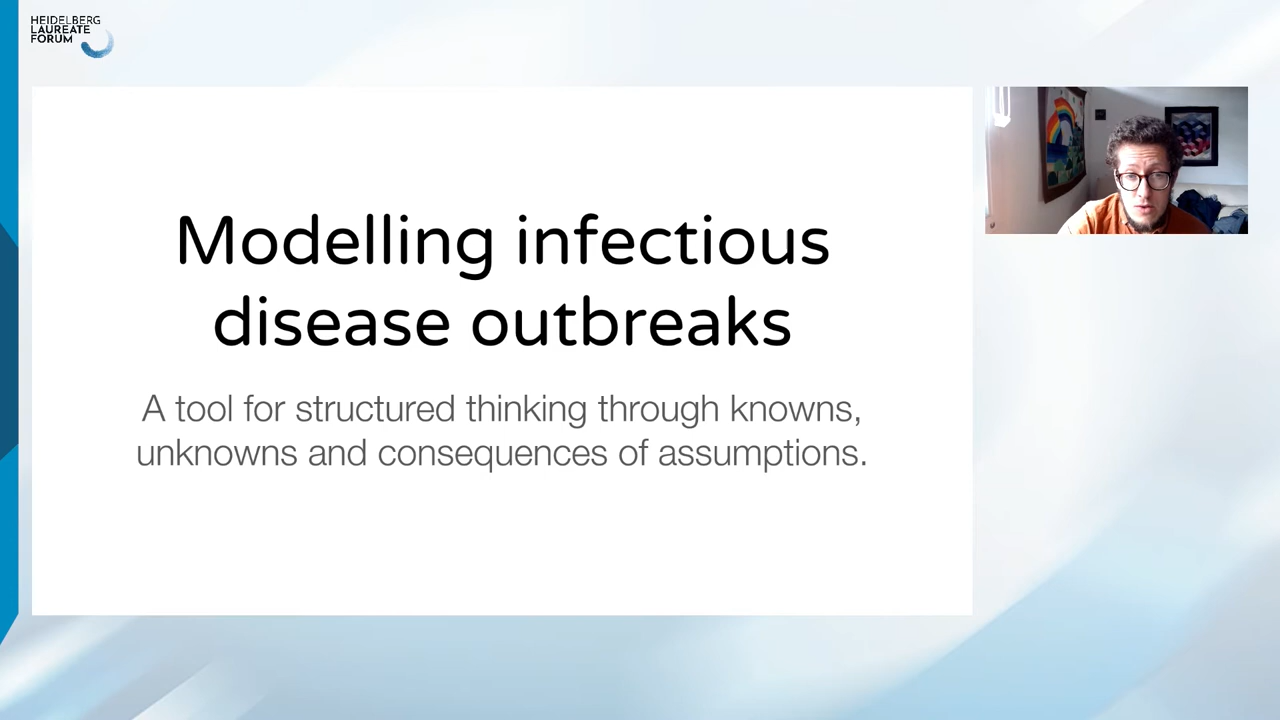 HEIDELBERG
LAUREATE
FORUM
Modelling infectious
disease outbreaks
A tool for structured thinking through knowns,
unknowns and consequences of assumptions.